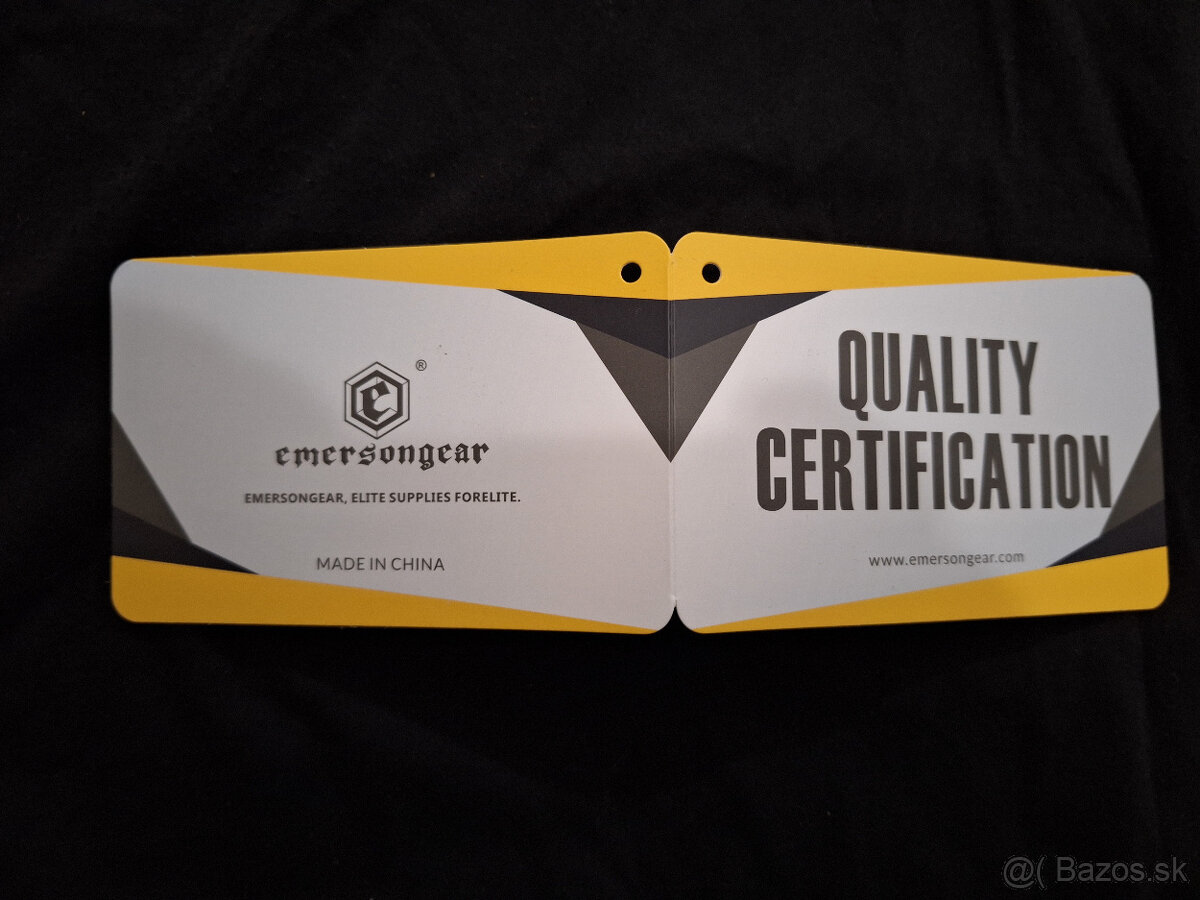 e ®
emersongear
EMERSONGEAR, ELITE SUPPLIES FORELITE.
MADE IN CHINA
QUALITY
CERTIFICATION
www.emersongear.com
@( Bazos.sk